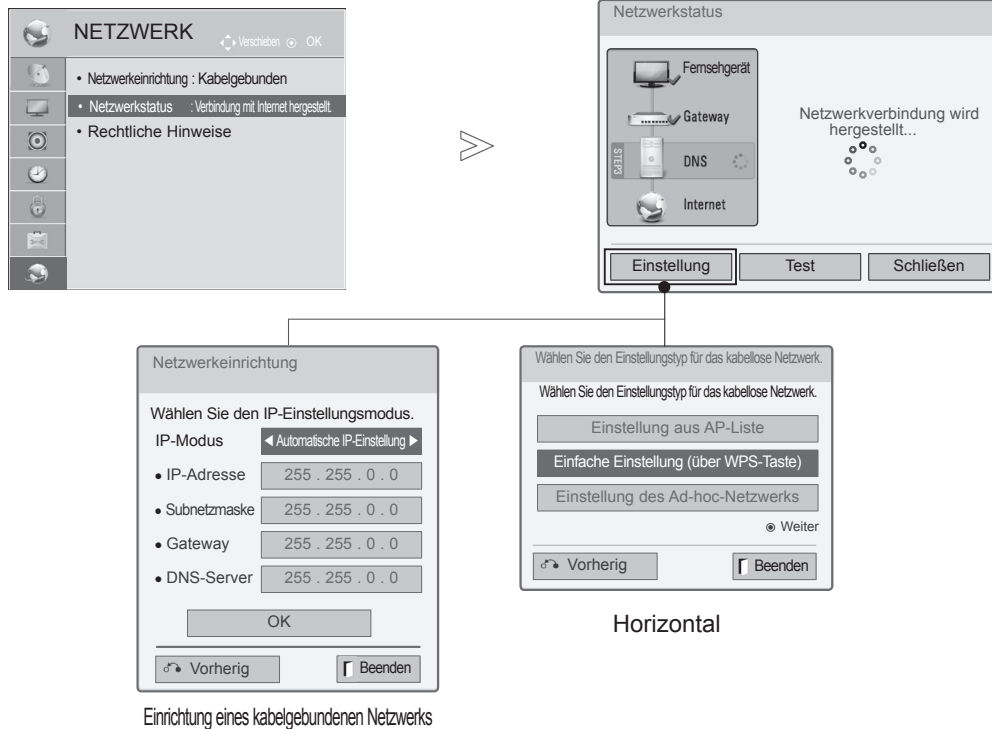 NETZWERK
Verschieben OK
• Netzwerkeinrichtung : Kabelgebunden
• Netzwerkstatus : Verbindung mit Internet hergestellt.
• Rechtliche Hinweise
Netzwerkstatus
Fernsehgerät
Gateway
STEP3
DNS
Internet
Netzwerkverbindung wird
hergestellt...
Einstellung
Test
Schließen
Netzwerkeinrichtung
Wählen Sie den IP-Einstellungsmodus.
IP-Modus ◀ Automatische IP-Einstellung ▶
• IP-Adresse 255 . 255 . 0 . 0
• Subnetzmaske 255 . 255 . 0 . 0
• Gateway 255 . 255 . 0 . 0
• DNS-Server 255 . 255 . 0 . 0
OK
Vorherig
Beenden
Einrichtung eines kabelgebundenen Netzwerks
Wählen Sie den Einstellungstyp für das kabellose Netzwerk.
Wählen Sie den Einstellungstyp für das kabellose Netzwerk.
Einstellung aus AP-Liste
Einfache Einstellung (über WPS-Taste)
Einstellung des Ad-hoc-Netzwerks
Weiter
Vorherig
Beenden
Horizontal